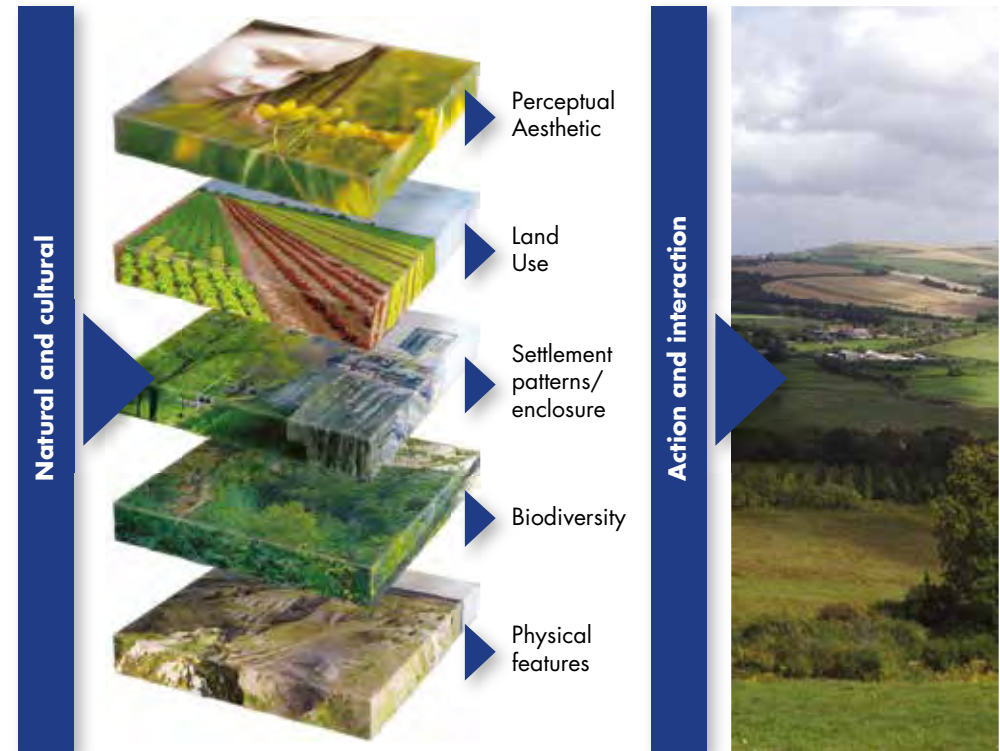 Natural and cultural
Perceptual
Aesthetic
Land
Use
Settlement
patterns/
enclosure
Biodiversity
Physical
features
Action and interaction